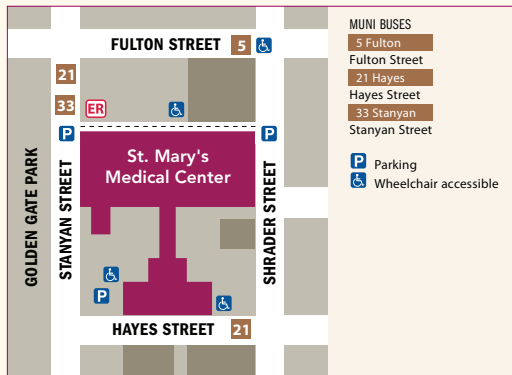 FULTON STREET 5
21
33 ER
P P
St. Mary's
Medical Center
GOLDEN GATE PARK
STANYAN STREET
SHRADER STREET
P
HAYES STREET 21
MUNI BUSES
5 Fulton
Fulton Street
21 Hayes
Hayes Street
33 Stanyan
Stanyan Street
P Parking
Wheelchair accessible